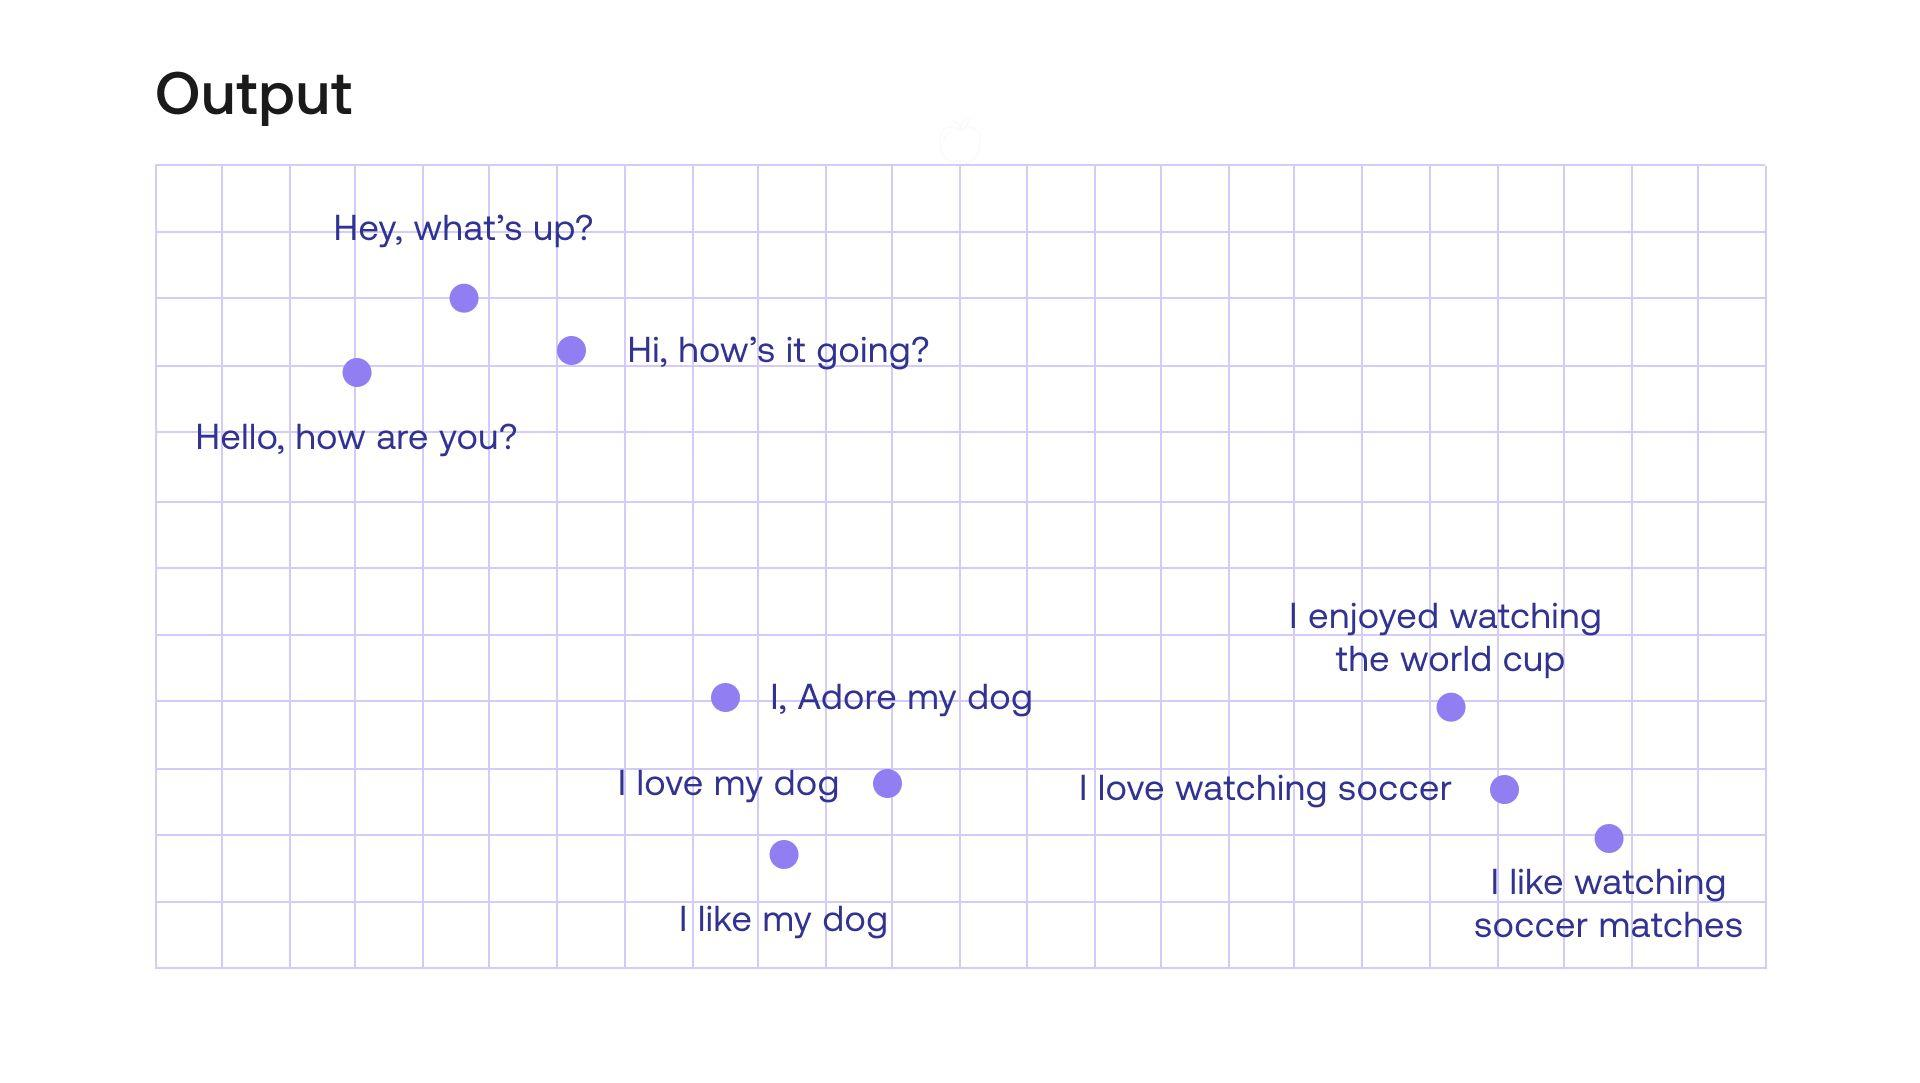 Output
Hey, what’s up?
Hi, how’s it going?
Hello, how are you?
I enjoyed watching
the world cup
I, Adore my dog
I love my dog
I love watching soccer
I like watching
soccer matches
I like my dog